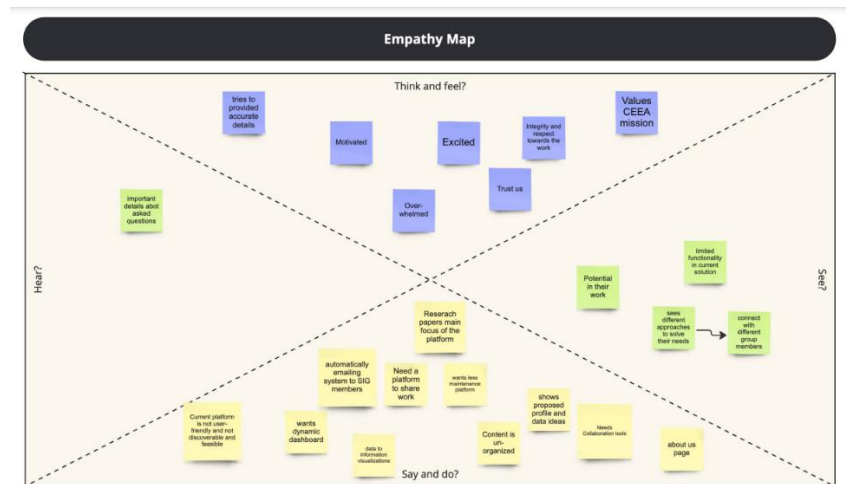 Empathy Map
Think and feel?
tries to
provided
accurate
details
Motivated
Excited
Integrity and
respect
towards the
work
Values
CEEA
mission
Over-
whelmed
Trust us
Hear?
important
details abot
asked
questions
See?
Potential
in their
work
limited
functionality
in current
solution
sees
different
approaches
to solve
their needs
connect
with
different
group
members
Reserach
papers main
focus of the
platform
automatically
emailing
system to SIG
members
Need a
platform
to share
work
wants less
maintenance
platform
Current platform
is not user-
friendly and not
discoverable and
feasible
wants
dynamic
dashboard
data to
information
visualizations
Content is
un-
organized
shows
proposed
profile and
data ideas
Needs
Collaboration tools
about us
page
Say and do?